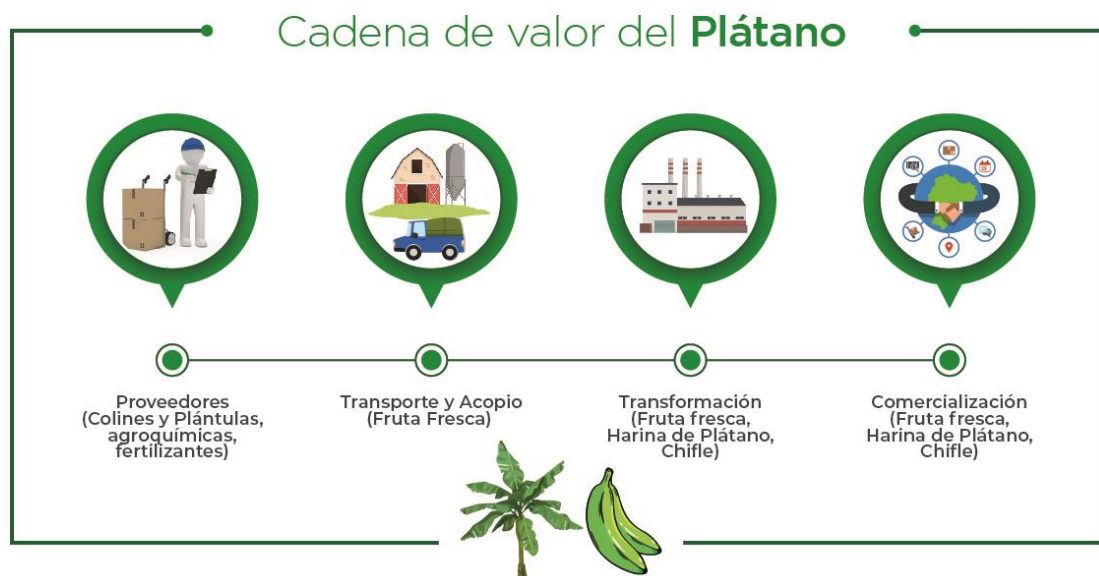 Cadena de valor del Plátano
Proveedores
(Colines y Plántulas,
agroquímicas,
fertilizantes)
Transporte y Acopio
(Fruta Fresca)
Transformación
(Fruta fresca,
Harina de Plátano,
Chifle)
Comercialización
(Fruta fresca,
Harina de Plátano,
Chifle)